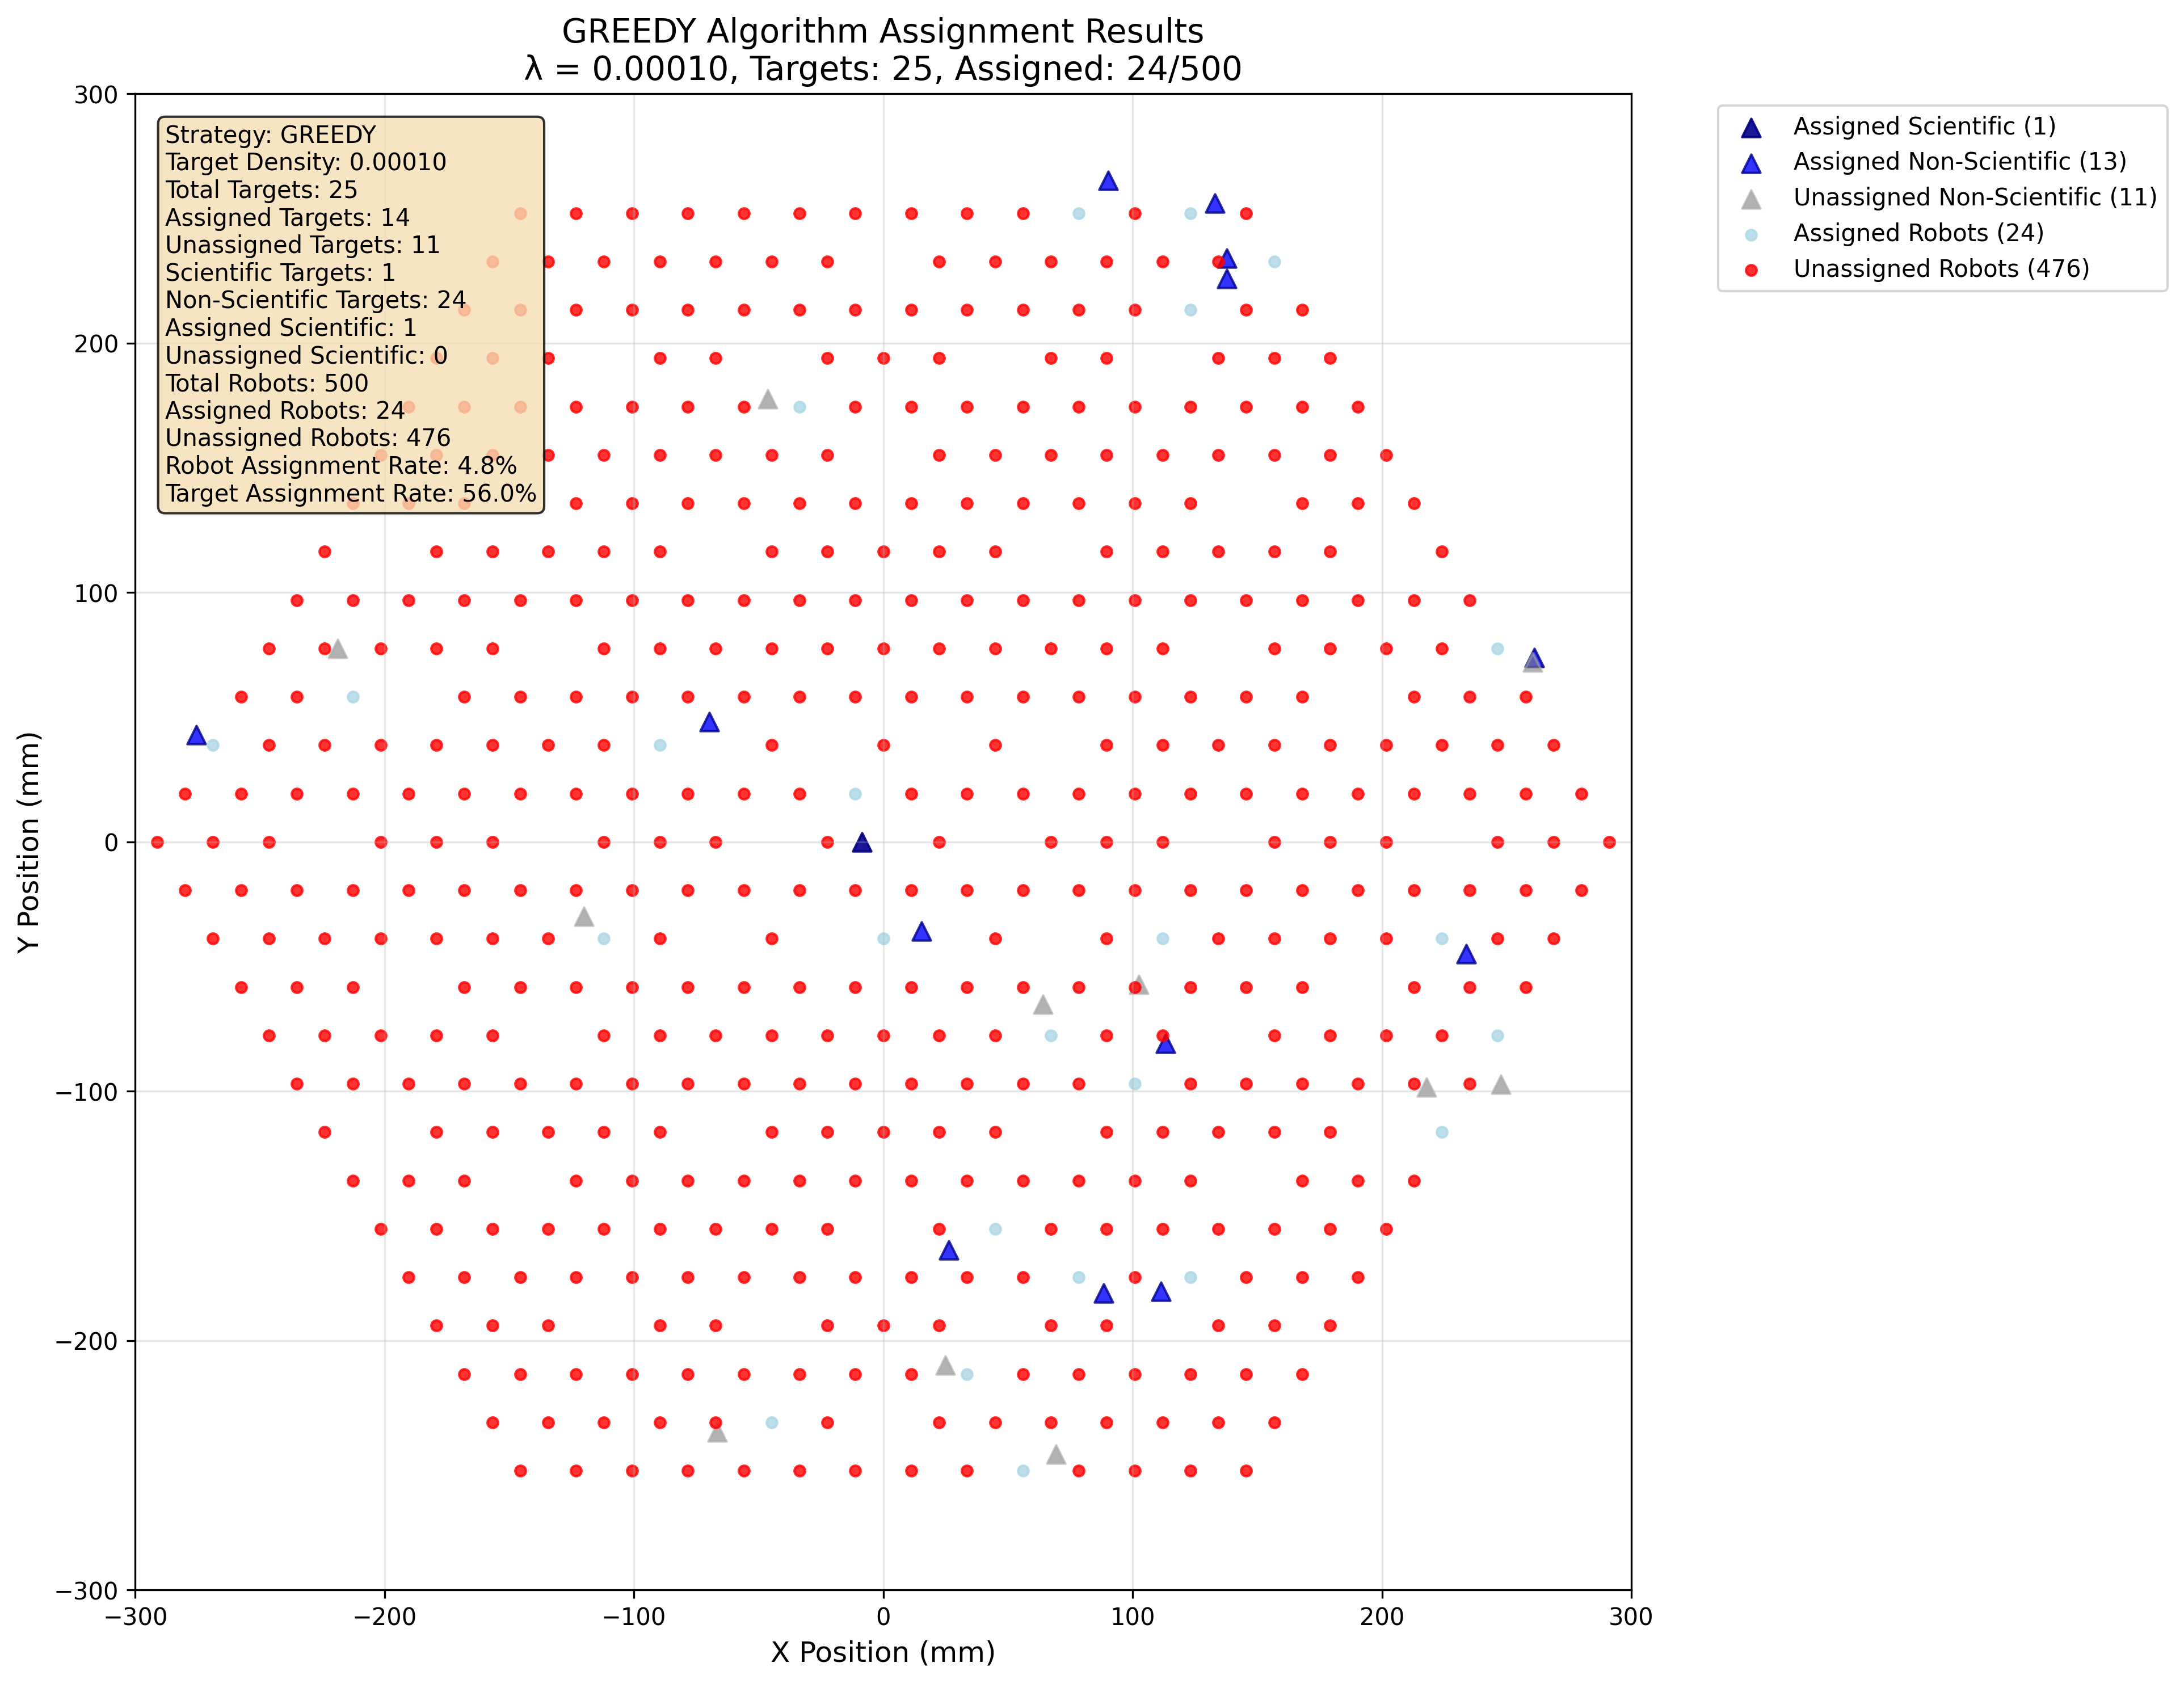 GREEDY Algorithm Assignment Results
λ = 0.00010, Targets: 25, Assigned: 24/500
Strategy: GREEDY
Target Density: 0.00010
Total Targets: 25
Assigned Targets: 14
Unassigned Targets: 11
Scientific Targets: 1
Non-Scientific Targets: 24
Assigned Scientific: 1
Unassigned Scientific: 0
Total Robots: 500
Assigned Robots: 24
Unassigned Robots: 476
Robot Assignment Rate: 4.8%
Target Assignment Rate: 56.0%
Assigned Scientific (1)
Assigned Non-Scientific (13)
Unassigned Non-Scientific (11)
Assigned Robots (24)
Unassigned Robots (476)
Y Position (mm)
300
200
100
0
−100
−200
−300
−300
−200
−100
0
100
200
300
X Position (mm)